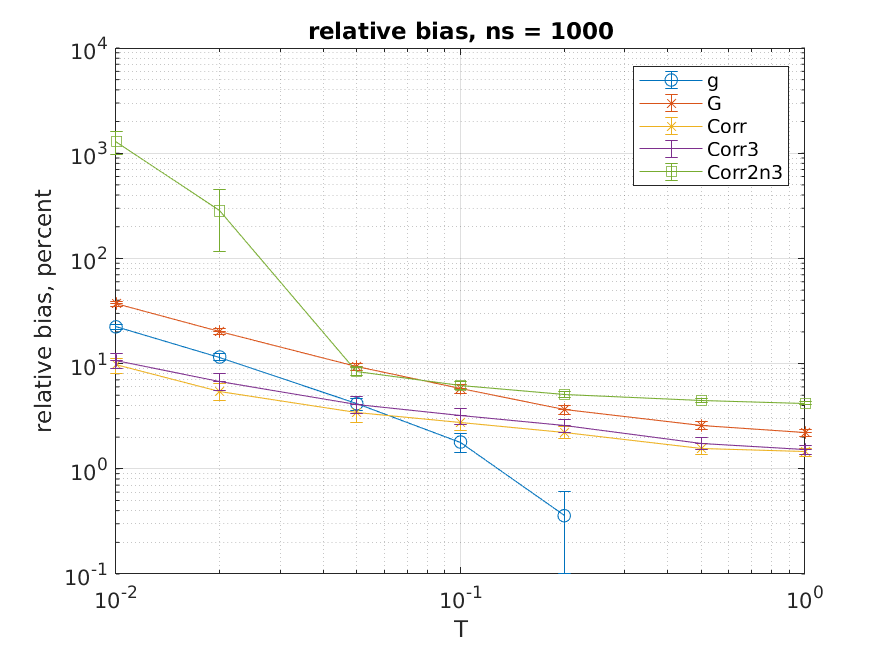 relative bias, ns = 1000
10^4
10^3
10^2
10^1
10^0
10^-1
relative bias, percent
g
G
Corr
Corr3
Corr2n3
10^-2
10^-1
10^0
T